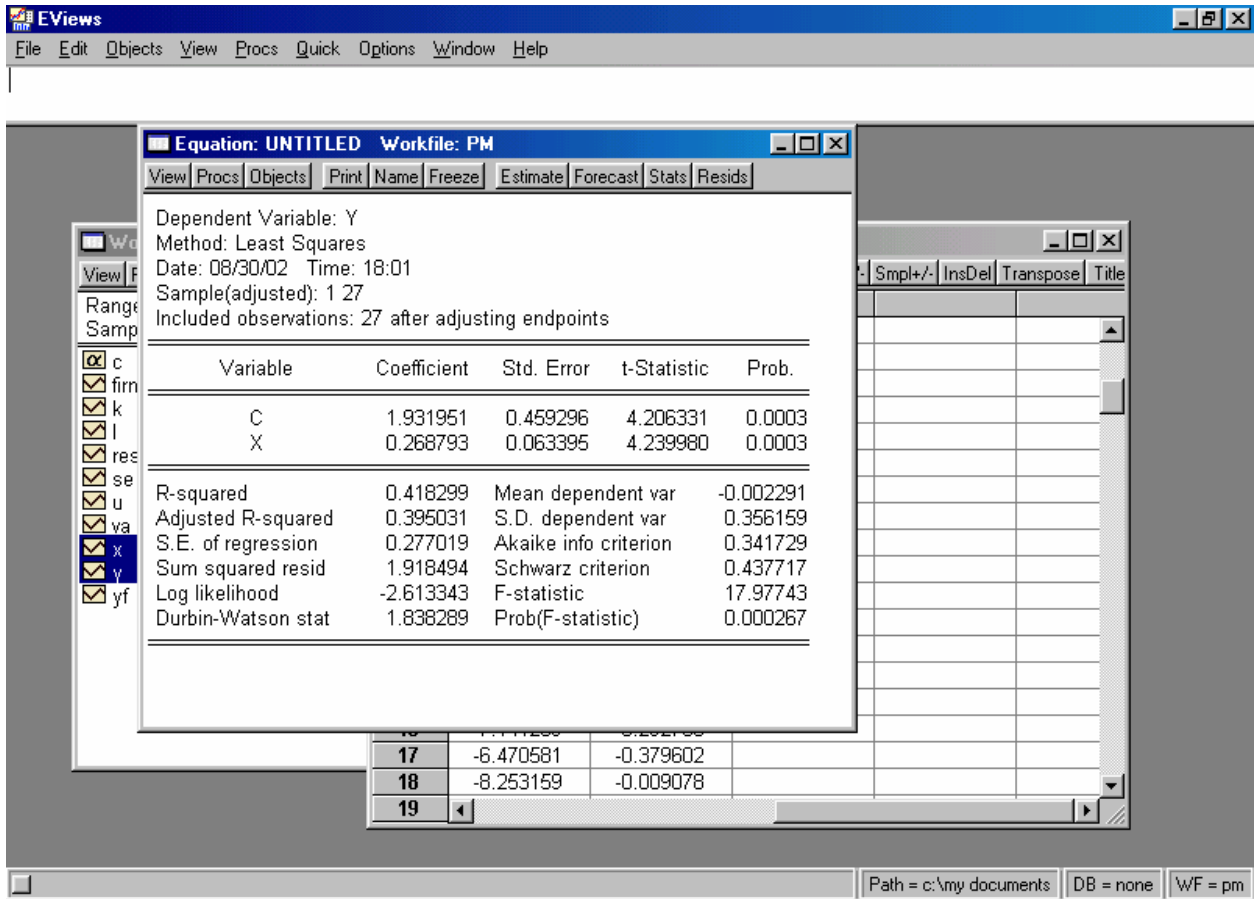 EViews
File Edit Objects View Procs Quick Options Window Help
Equation: UNTITLED Workfile: PM
View Procs Objects Print Name Freeze Estimate Forecast Stats Resids
Dependent Variable: Y
Method: Least Squares
Date: 08/30/02 Time: 18:01
Sample(adjusted): 1 27
Included observations: 27 after adjusting endpoints
Variable Coefficient Std. Error t-Statistic Prob.
C 1.931951 0.459296 4.206331 0.0003
X 0.268793 0.063395 4.239980 0.0003
R-squared 0.418299 Mean dependent var -0.002291
Adjusted R-squared 0.395031 S.D. dependent var 0.356159
S.E. of regression 0.277019 Akaike info criterion 0.341729
Sum squared resid 1.918494 Schwarz criterion 0.437717
Log likelihood -2.613343 F-statistic 17.97743
Durbin-Watson stat 1.838289 Prob(F-statistic) 0.000267
Wo
View
Range
Samp
c
firn
k
l
res
se
u
va
x
y
yf
Smpl+/- InsDel Transpose Title
17 -6.470581 -0.379602
18 -8.253159 -0.009078
19
Path = c:\my documents DB = none WF = pm